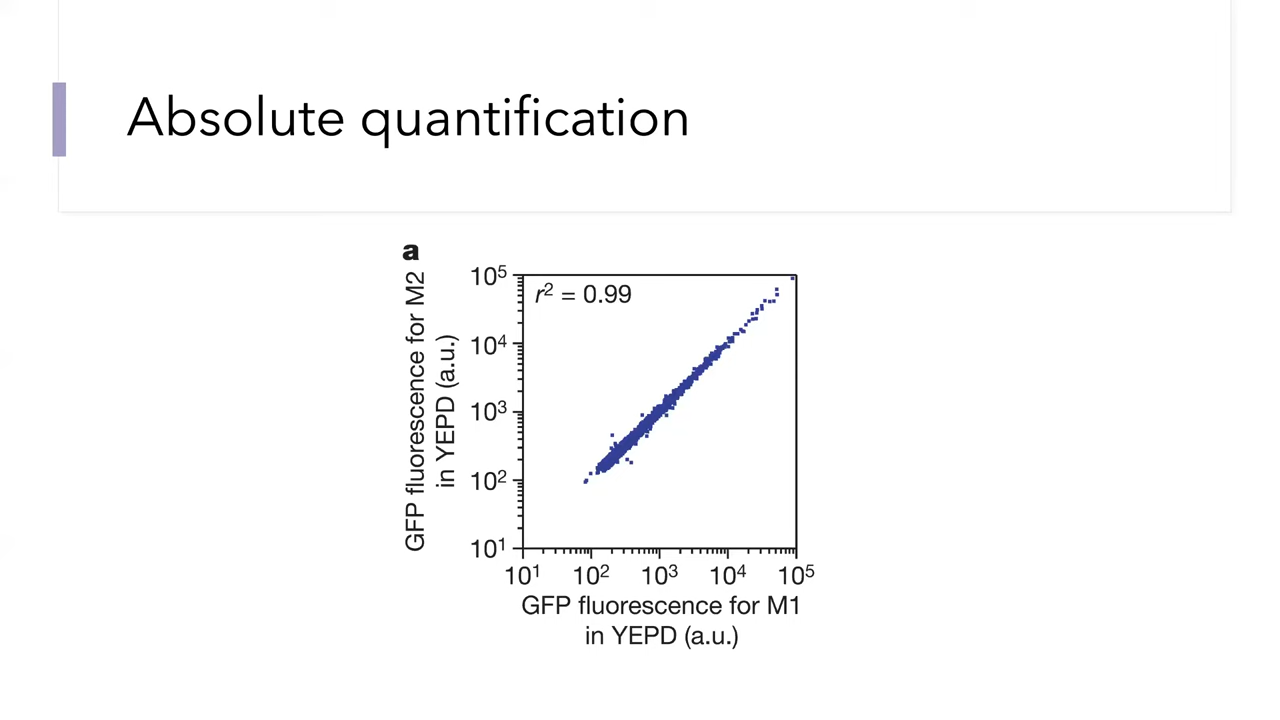 Absolute quantification
a
GFP fluorescence for M2
in YEPD (a.u.)
r² = 0.99
10⁵
10⁴
10³
10²
10¹
10¹ 10² 10³ 10⁴ 10⁵
GFP fluorescence for M1
in YEPD (a.u.)